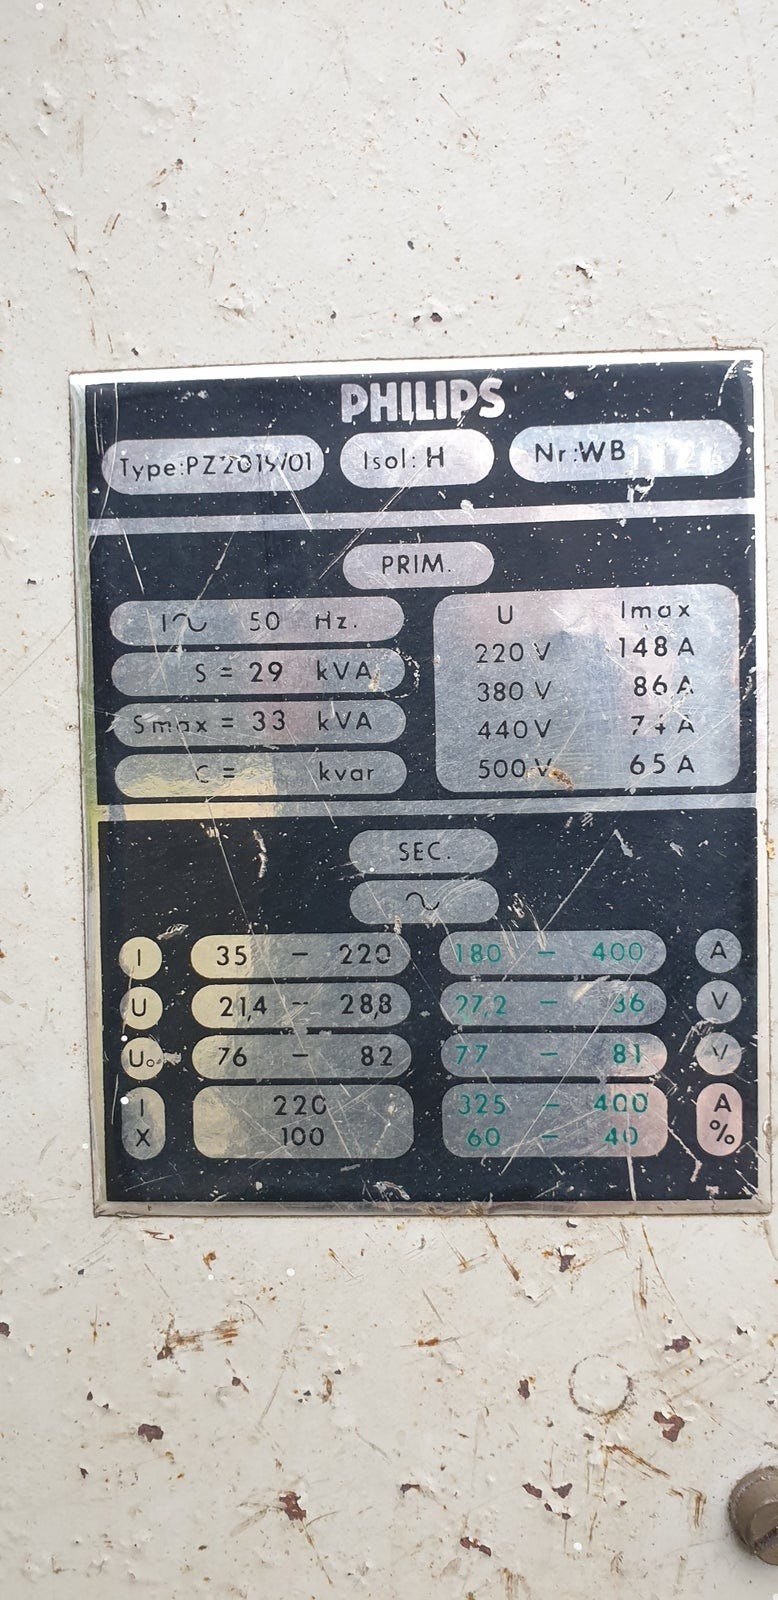 PHILIPS
Type:PZ2019/01 Isol: H Nr:WB
PRIM.
1∿ 50 Hz.
S = 29 kVA
Smax = 33 kVA
C = kvar
U Imax
220 V 148 A
380 V 86 A
440 V 74 A
500 V 65 A
SEC.
∿
I 35 – 220 180 – 400 A
U 21,4 – 28,8 27,2 – 36 V
U₀ 76 – 82 77 – 81 V
I 220 325 – 400 A
X 100 60 – 40 %